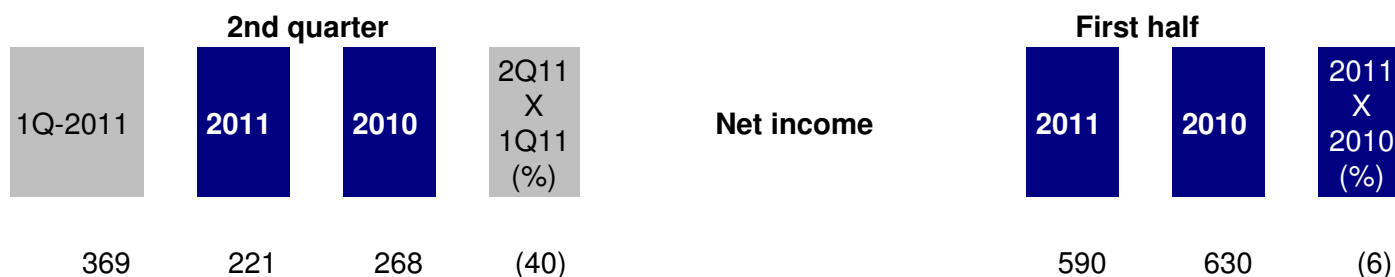 2nd quarter First half
1Q-2011 2011 2010 2Q11 X 1Q11 (%) Net income 2011 2010 2011 X 2010 (%)
369 221 268 (40) 590 630 (6)